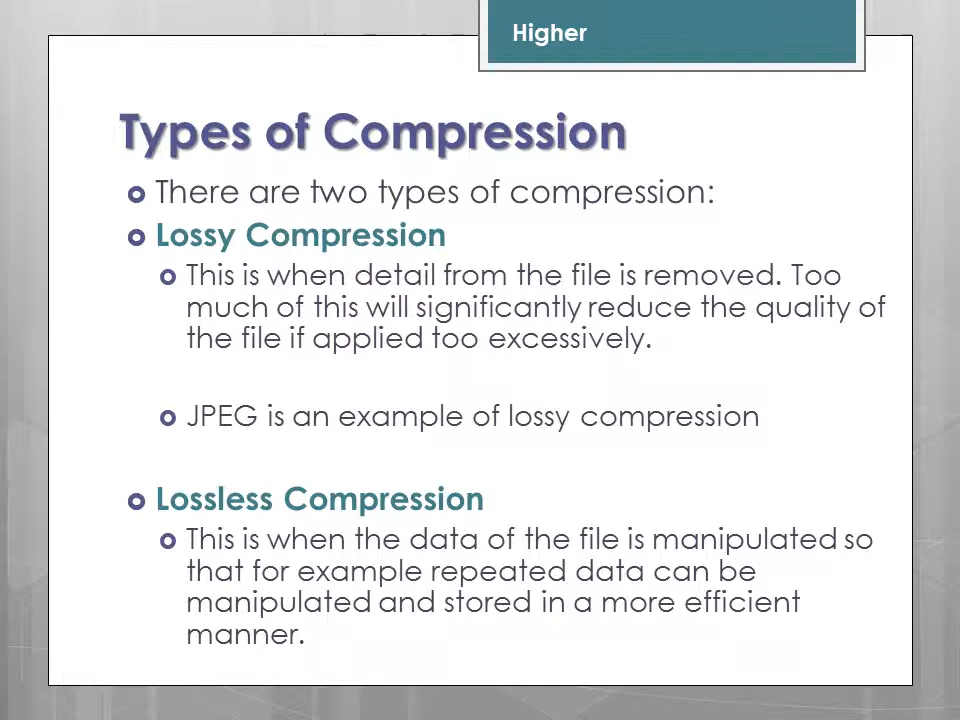 Higher
Types of Compression
There are two types of compression:
Lossy Compression
This is when detail from the file is removed. Too
much of this will significantly reduce the quality of
the file if applied too excessively.
JPEG is an example of lossy compression
Lossless Compression
This is when the data of the file is manipulated so
that for example repeated data can be
manipulated and stored in a more efficient
manner.